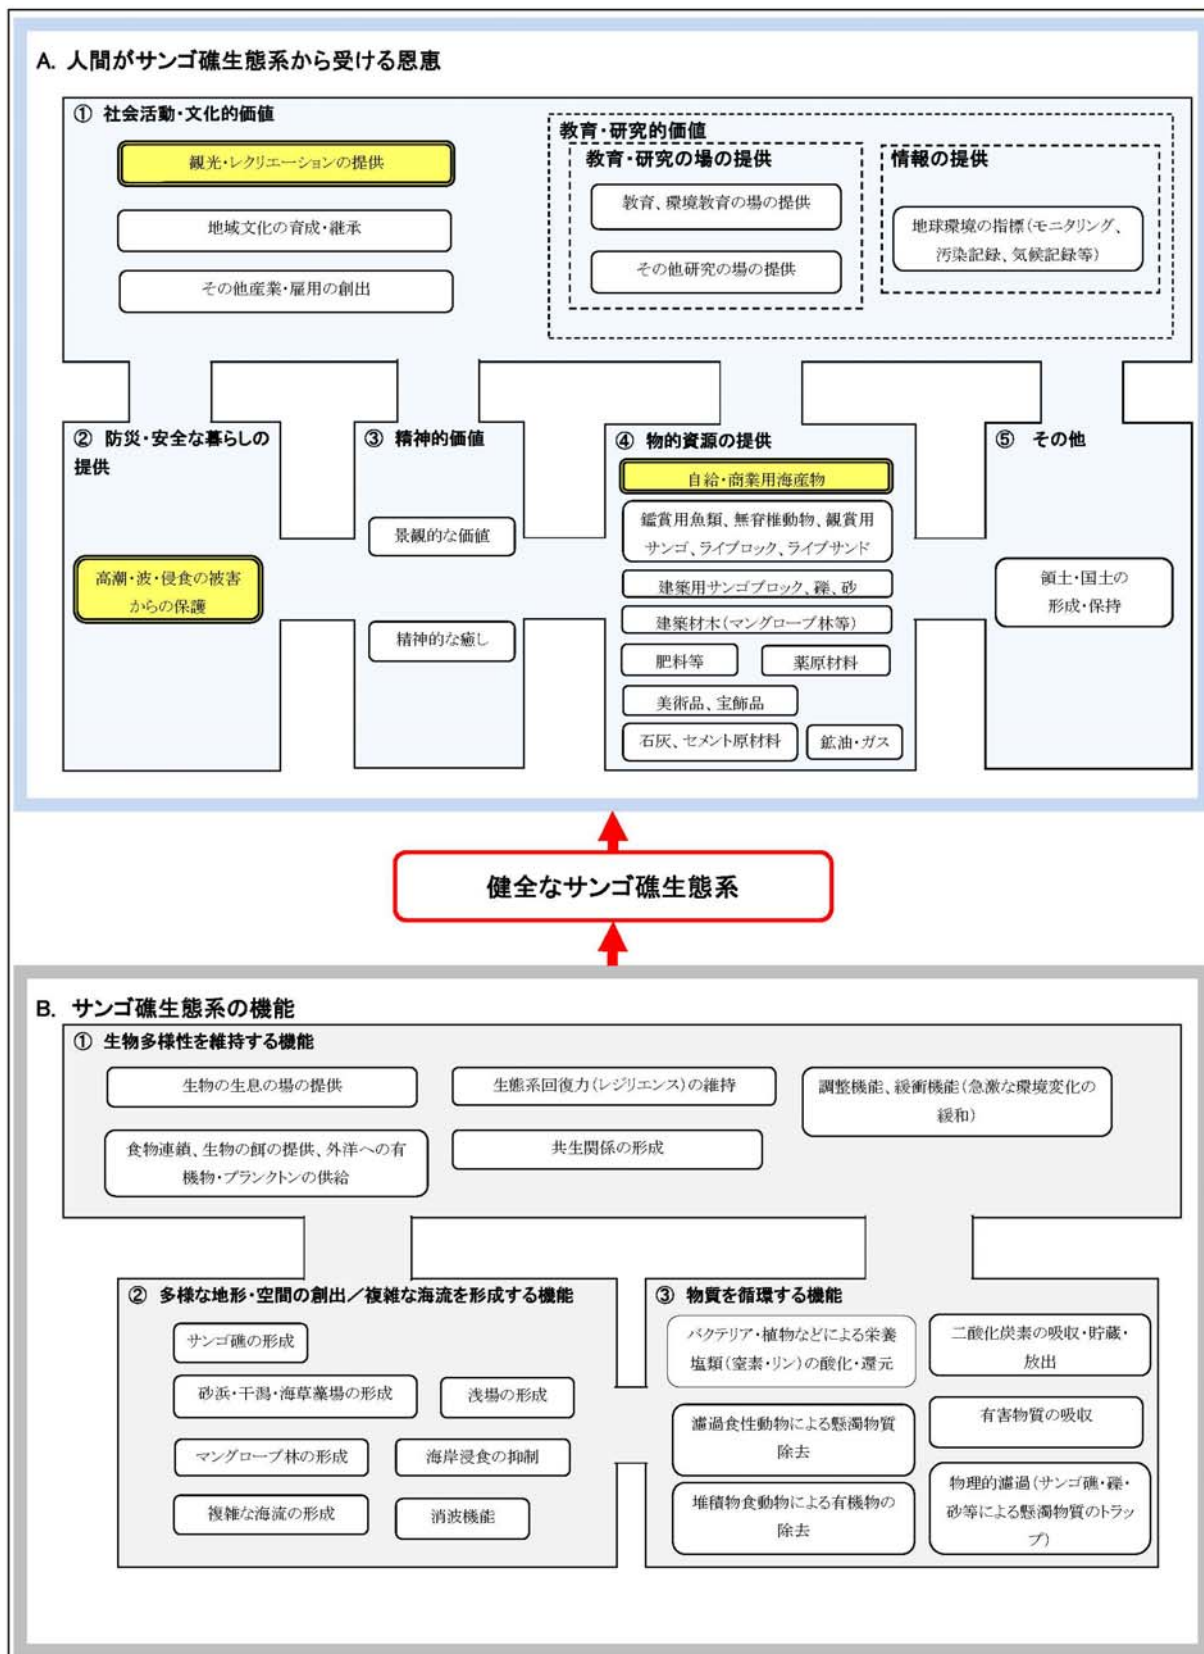 A. 人間がサンゴ礁生態系から受ける恩恵
① 社会活動・文化的価値
観光・レクリエーションの提供
地域文化の育成・継承
その他産業・雇用の創出
教育・研究的価値
教育・研究の場の提供
教育、環境教育の場の提供
その他研究の場の提供
情報の提供
地球環境の指標(モニタリング、
汚染記録、気候記録等)
② 防災・安全な暮らしの
提供
高潮・波・侵食の被害
からの保護
③ 精神的価値
景観的な価値
精神的な癒し
④ 物的資源の提供
自給・商業用海産物
鑑賞用魚類、無脊椎動物、観賞用
サンゴ、ライブロック、ライブサンド
建築用サンゴブロック、礫、砂
建築材木(マングローブ林等)
肥料等
薬原材料
美術品、宝飾品
石灰、セメント原材料
鉱油・ガス
⑤ その他
領土・国土の
形成・保持
健全なサンゴ礁生態系
B. サンゴ礁生態系の機能
① 生物多様性を維持する機能
生物の生息の場の提供
生態系回復力(レジリエンス)の維持
調整機能、緩衝機能(急激な環境変化の
緩和)
食物連鎖、生物の餌の提供、外洋への有
機物・プランクトンの供給
共生関係の形成
② 多様な地形・空間の創出／複雑な海流を形成する機能
サンゴ礁の形成
砂浜・干潟・海草藻場の形成
浅場の形成
マングローブ林の形成
海岸浸食の抑制
複雑な海流の形成
消波機能
③ 物質を循環する機能
バクテリア・植物などによる栄養
塩類(窒素・リン)の酸化・還元
二酸化炭素の吸収・貯蔵・
放出
濾過食性動物による懸濁物質
除去
有害物質の吸収
堆積物食動物による有機物の
除去
物理的濾過(サンゴ礁・礫・
砂等による懸濁物質のトラッ
プ)